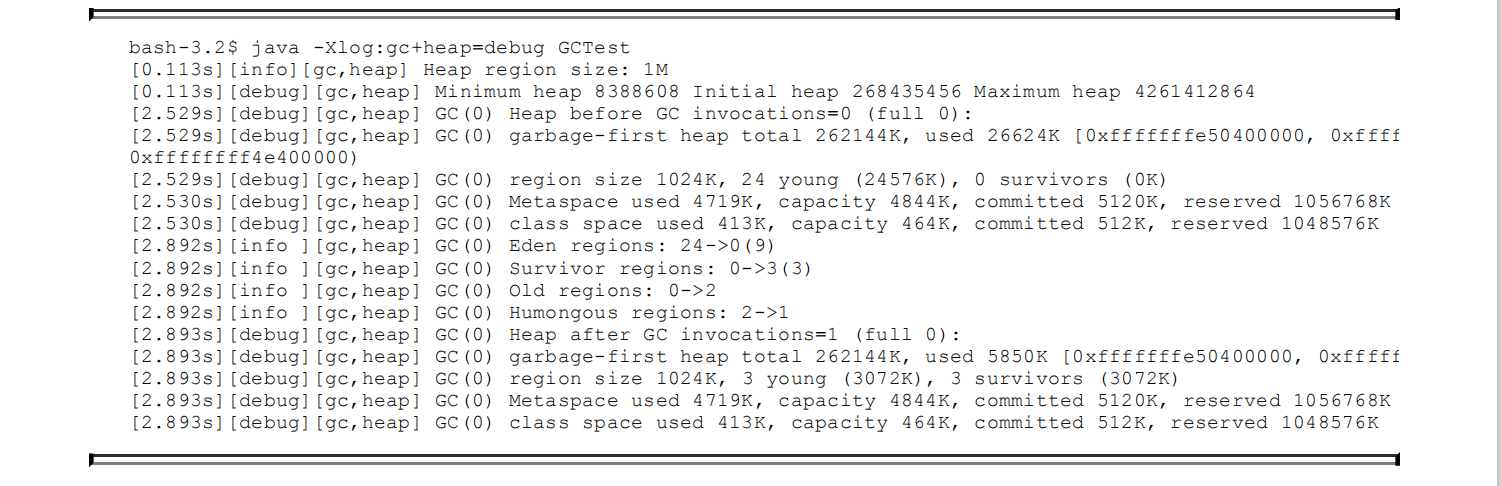 bash-3.2$ java -Xlog:gc+heap=debug GCTest
[0.113s][info][gc,heap] Heap region size: 1M
[0.113s][debug][gc,heap] Minimum heap 8388608 Initial heap 268435456 Maximum heap 4261412864
[2.529s][debug][gc,heap] GC(0) Heap before GC invocations=0 (full 0):
[2.529s][debug][gc,heap] GC(0) garbage-first heap total 262144K, used 26624K [0xfffffffe50400000, 0xffff
0xffffffff4e400000)
[2.529s][debug][gc,heap] GC(0) region size 1024K, 24 young (24576K), 0 survivors (0K)
[2.530s][debug][gc,heap] GC(0) Metaspace used 4719K, capacity 4844K, committed 5120K, reserved 1056768K
[2.530s][debug][gc,heap] GC(0) class space used 413K, capacity 464K, committed 512K, reserved 1048576K
[2.892s][info ][gc,heap] GC(0) Eden regions: 24->0(9)
[2.892s][info ][gc,heap] GC(0) Survivor regions: 0->3(3)
[2.892s][info ][gc,heap] GC(0) Old regions: 0->2
[2.892s][info ][gc,heap] GC(0) Humongous regions: 2->1
[2.893s][debug][gc,heap] GC(0) Heap after GC invocations=1 (full 0):
[2.893s][debug][gc,heap] GC(0) garbage-first heap total 262144K, used 5850K [0xfffffffe50400000, 0xfffff
[2.893s][debug][gc,heap] GC(0) region size 1024K, 3 young (3072K), 3 survivors (3072K)
[2.893s][debug][gc,heap] GC(0) Metaspace used 4719K, capacity 4844K, committed 5120K, reserved 1056768K
[2.893s][debug][gc,heap] GC(0) class space used 413K, capacity 464K, committed 512K, reserved 1048576K